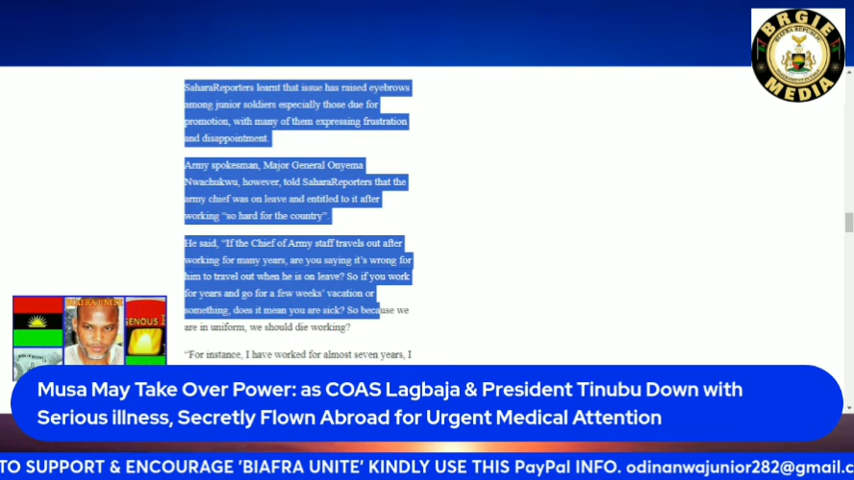 BRGIE
BIAFRA REPUBLIC
MEDIA
SaharaReporters learnt that issue has raised eyebrows
among junior soldiers especially those due for
promotion, with many of them expressing frustration
and disappointment.
Army spokesman, Major General Onyema
Nwachukwu, however, told SaharaReporters that the
army chief was on leave and entitled to it after
working “so hard for the country”.
He said, “If the Chief of Army staff travels out after
working for many years, are you saying it’s wrong for
him to travel out when he is on leave? So if you work
for years and go for a few weeks’ vacation or
something, does it mean you are sick? So because we
are in uniform, we should die working?
“For instance, I have worked for almost seven years, I
BIAFRA UNITE
Musa May Take Over Power: as COAS Lagbaja & President Tinubu Down with
Serious illness, Secretly Flown Abroad for Urgent Medical Attention
TO SUPPORT & ENCOURAGE ‘BIAFRA UNITE’ KINDLY USE THIS PayPal INFO. odinanwajunior282@gmail.c